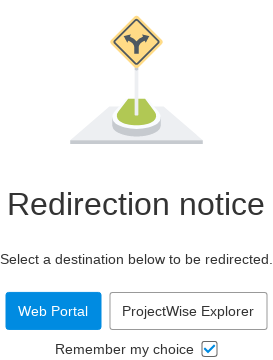 Redirection notice
Select a destination below to be redirected.
Web Portal ProjectWise Explorer
Remember my choice